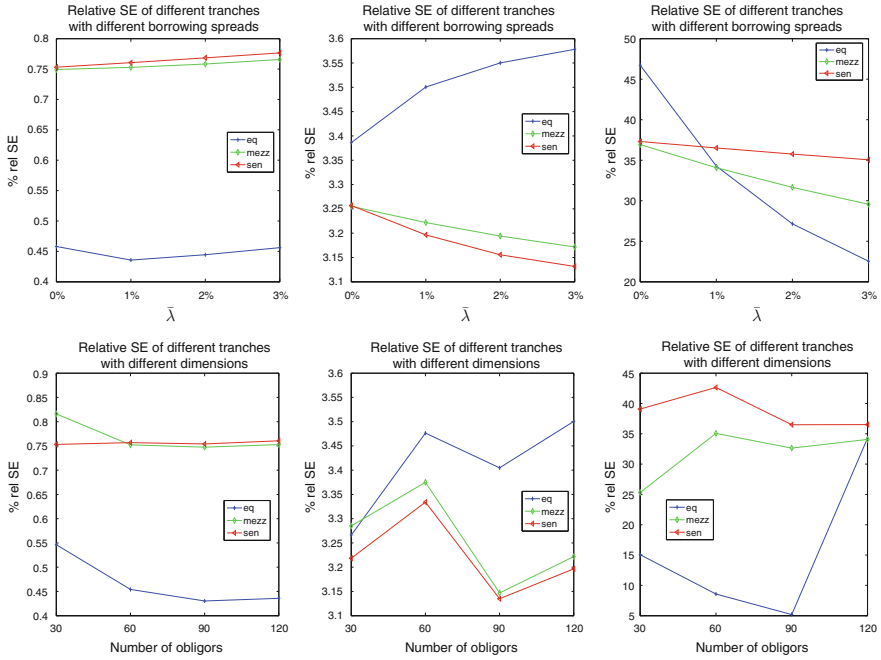 Relative SE of different tranches
with different borrowing spreads
0.8
0.75
0.7
0.65
0.6
0.55
0.5
0.45
0.4
% rel SE
eq
mezz
sen
0% 1% 2% 3%
λ̄
Relative SE of different tranches
with different borrowing spreads
3.6
3.55
3.5
3.45
3.4
3.35
3.3
3.25
3.2
3.15
3.1
% rel SE
eq
mezz
sen
0% 1% 2% 3%
λ̄
Relative SE of different tranches
with different borrowing spreads
50
45
40
35
30
25
20
% rel SE
eq
mezz
sen
0% 1% 2% 3%
λ̄
Relative SE of different tranches
with different dimensions
0.9
0.85
0.8
0.75
0.7
0.65
0.6
0.55
0.5
0.45
0.4
% rel SE
eq
mezz
sen
30 60 90 120
Number of obligors
Relative SE of different tranches
with different dimensions
3.6
3.55
3.5
3.45
3.4
3.35
3.3
3.25
3.2
3.15
3.1
% rel SE
eq
mezz
sen
30 60 90 120
Number of obligors
Relative SE of different tranches
with different dimensions
45
40
35
30
25
20
15
10
5
% rel SE
eq
mezz
sen
30 60 90 120
Number of obligors